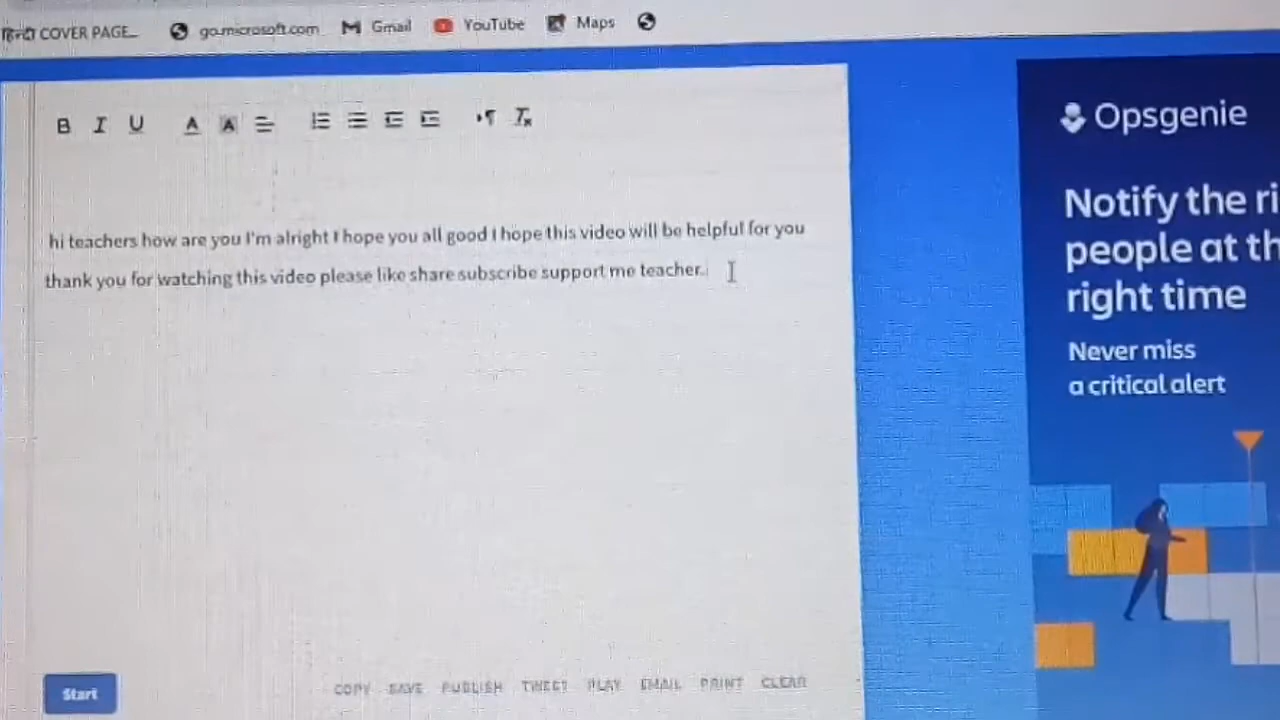 COVER PAGE...
go.microsoft.com
Gmail
YouTube
Maps
B I U A A
Opsgenie
Notify the ri
people at th
right time
Never miss
a critical alert
hi teachers how are you I'm alright I hope you all good I hope this video will be helpful for you
thank you for watching this video please like share subscribe support me teacher.
Start
COPY SAVE PUBLISH TWEET PLAY EMAIL PRINT CLEAR